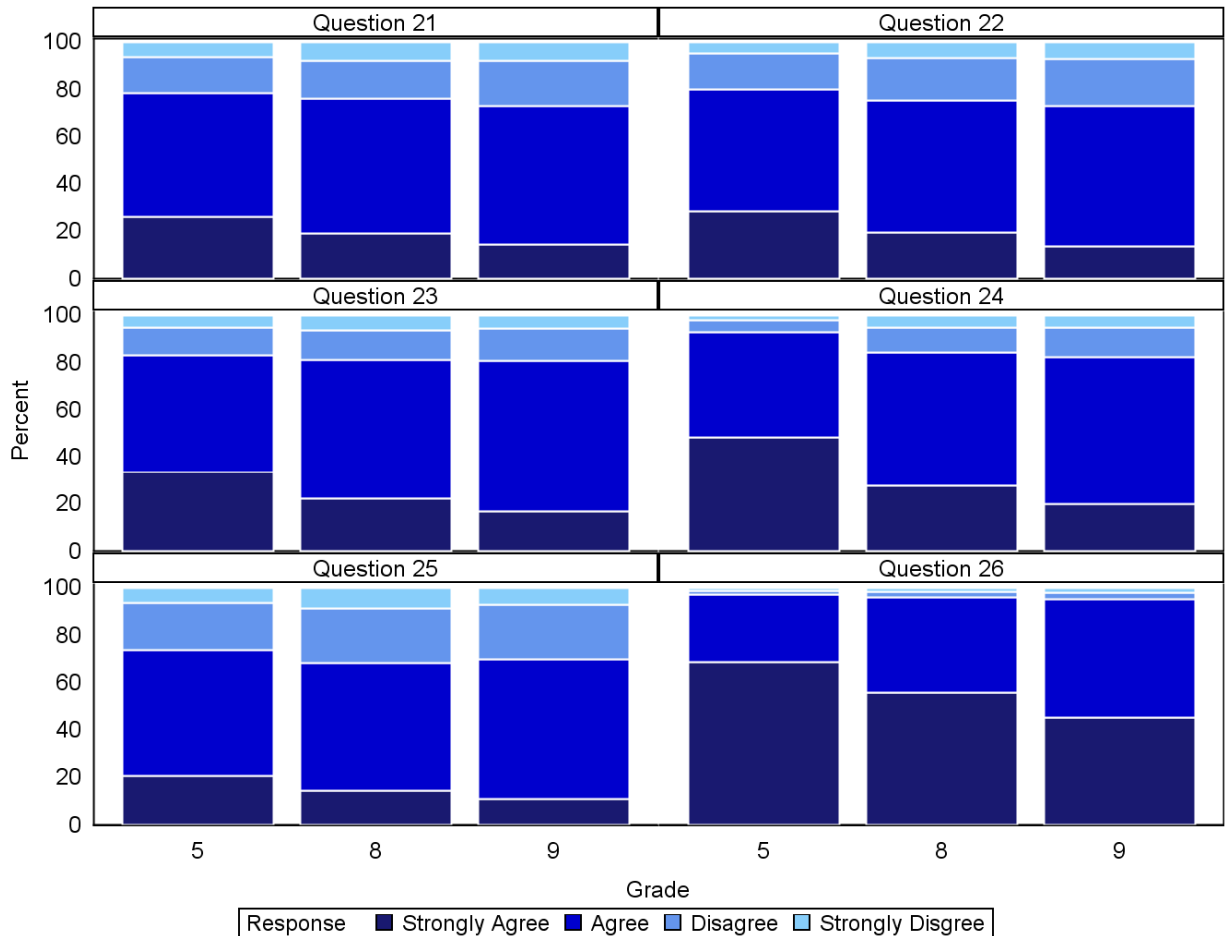 Question 21
Question 22
100
80
60
40
20
0
Question 23
Question 24
100
80
60
40
20
0
Question 25
Question 26
100
80
60
40
20
0
Percent
5 8 9 5 8 9
Grade
Response Strongly Agree Agree Disagree Strongly Disgree